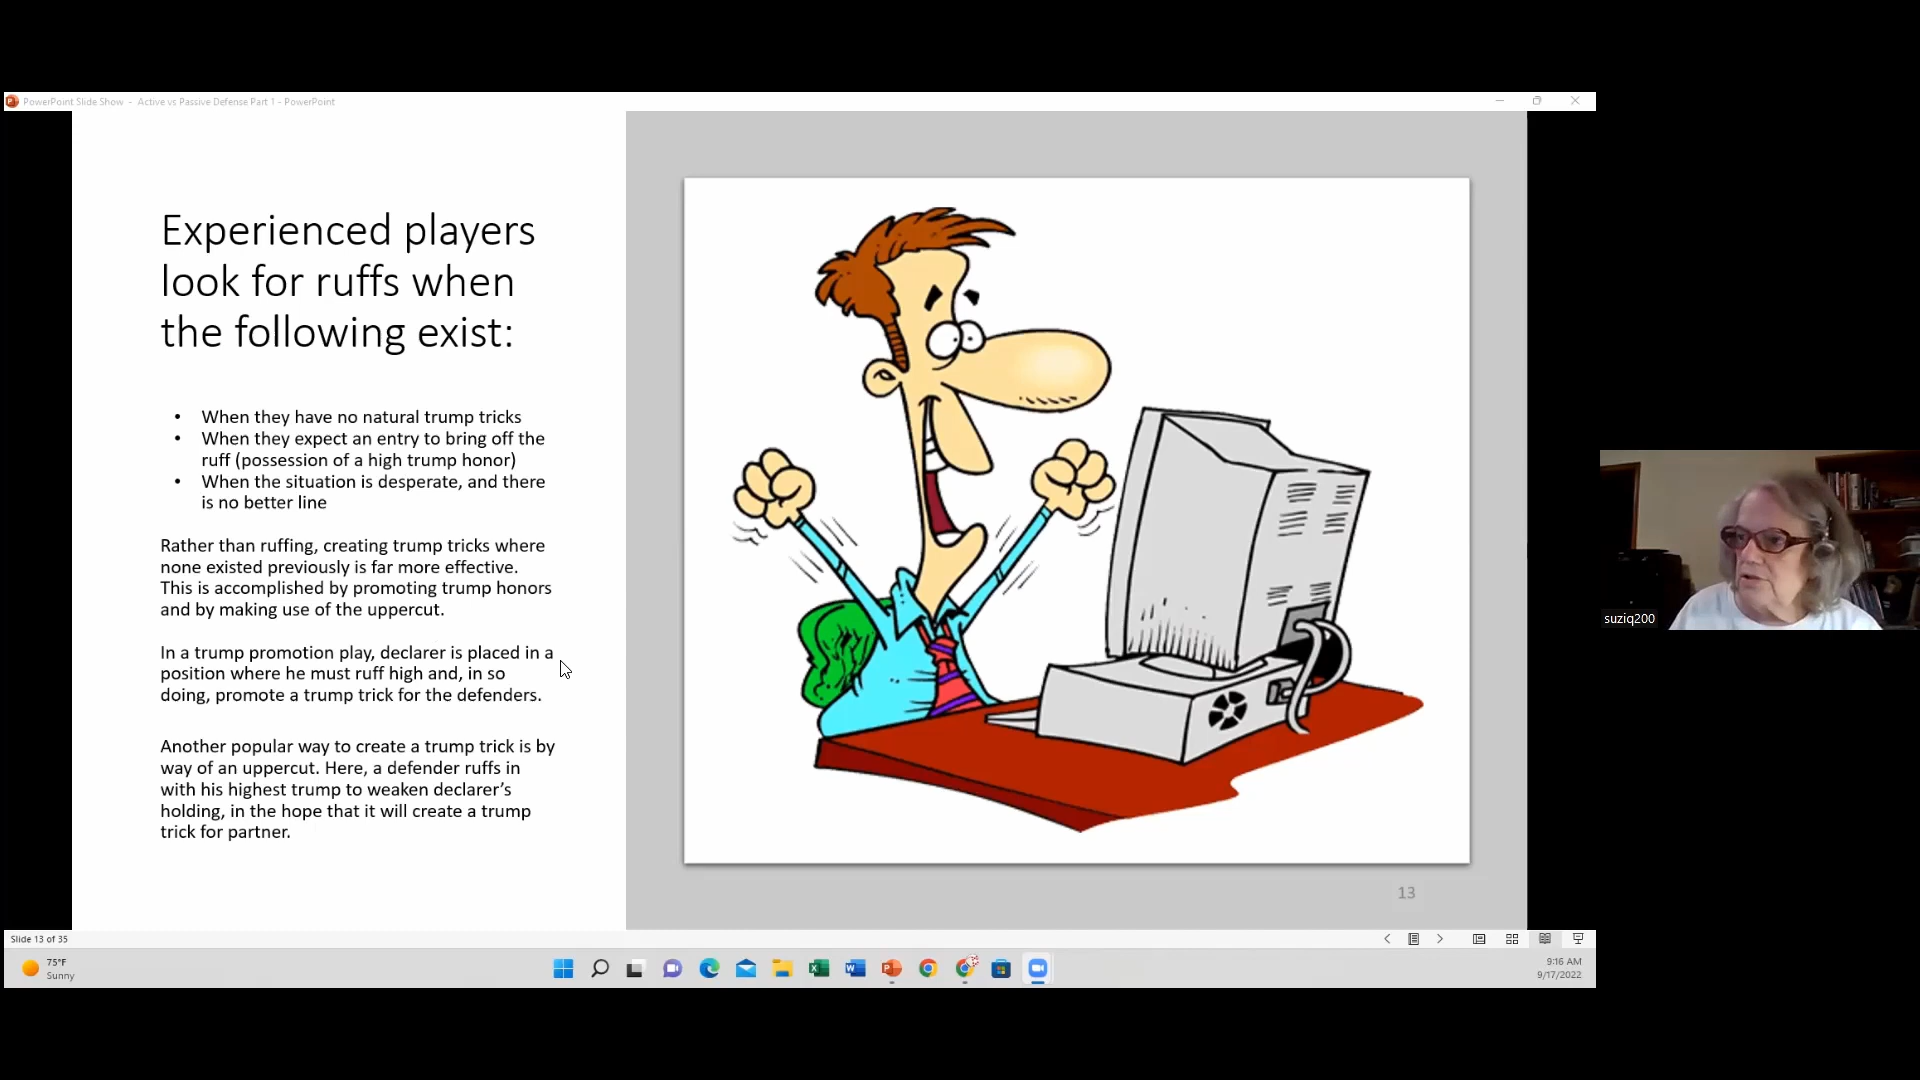 PowerPoint Slide Show - Active vs Passive Defense Part 1 - PowerPoint
Experienced players
look for ruffs when
the following exist:
• When they have no natural trump tricks
• When they expect an entry to bring off the
ruff (possession of a high trump honor)
• When the situation is desperate, and there
is no better line
Rather than ruffing, creating trump tricks where
none existed previously is far more effective.
This is accomplished by promoting trump honors
and by making use of the uppercut.
In a trump promotion play, declarer is placed in a
position where he must ruff high and, in so
doing, promote a trump trick for the defenders.
Another popular way to create a trump trick is by
way of an uppercut. Here, a defender ruffs in
with his highest trump to weaken declarer’s
holding, in the hope that it will create a trump
trick for partner.
13
suziq200
Slide 13 of 35
75°F
Sunny
9:16 AM
9/17/2022